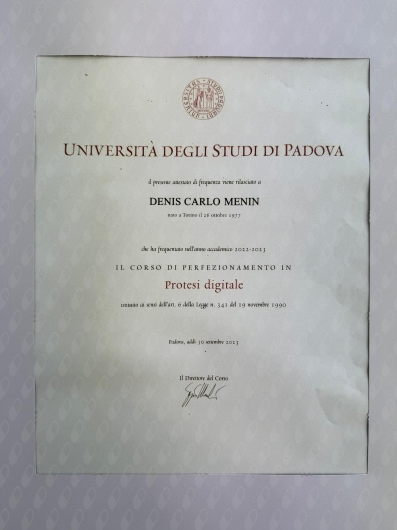 UNIVERSITÀ DEGLI STUDI DI PADOVA
il presente attestato di frequenza viene rilasciato a
DENIS CARLO MENIN
nato a Torino il 26 ottobre 1977
che ha frequentato nell'anno accademico 2022-2023
IL CORSO DI PERFEZIONAMENTO IN
Protesi digitale
istituito ai sensi dell'art. 6 della Legge n. 341 del 19 novembre 1990
Padova, addì 30 settembre 2023
Il Direttore del Corso